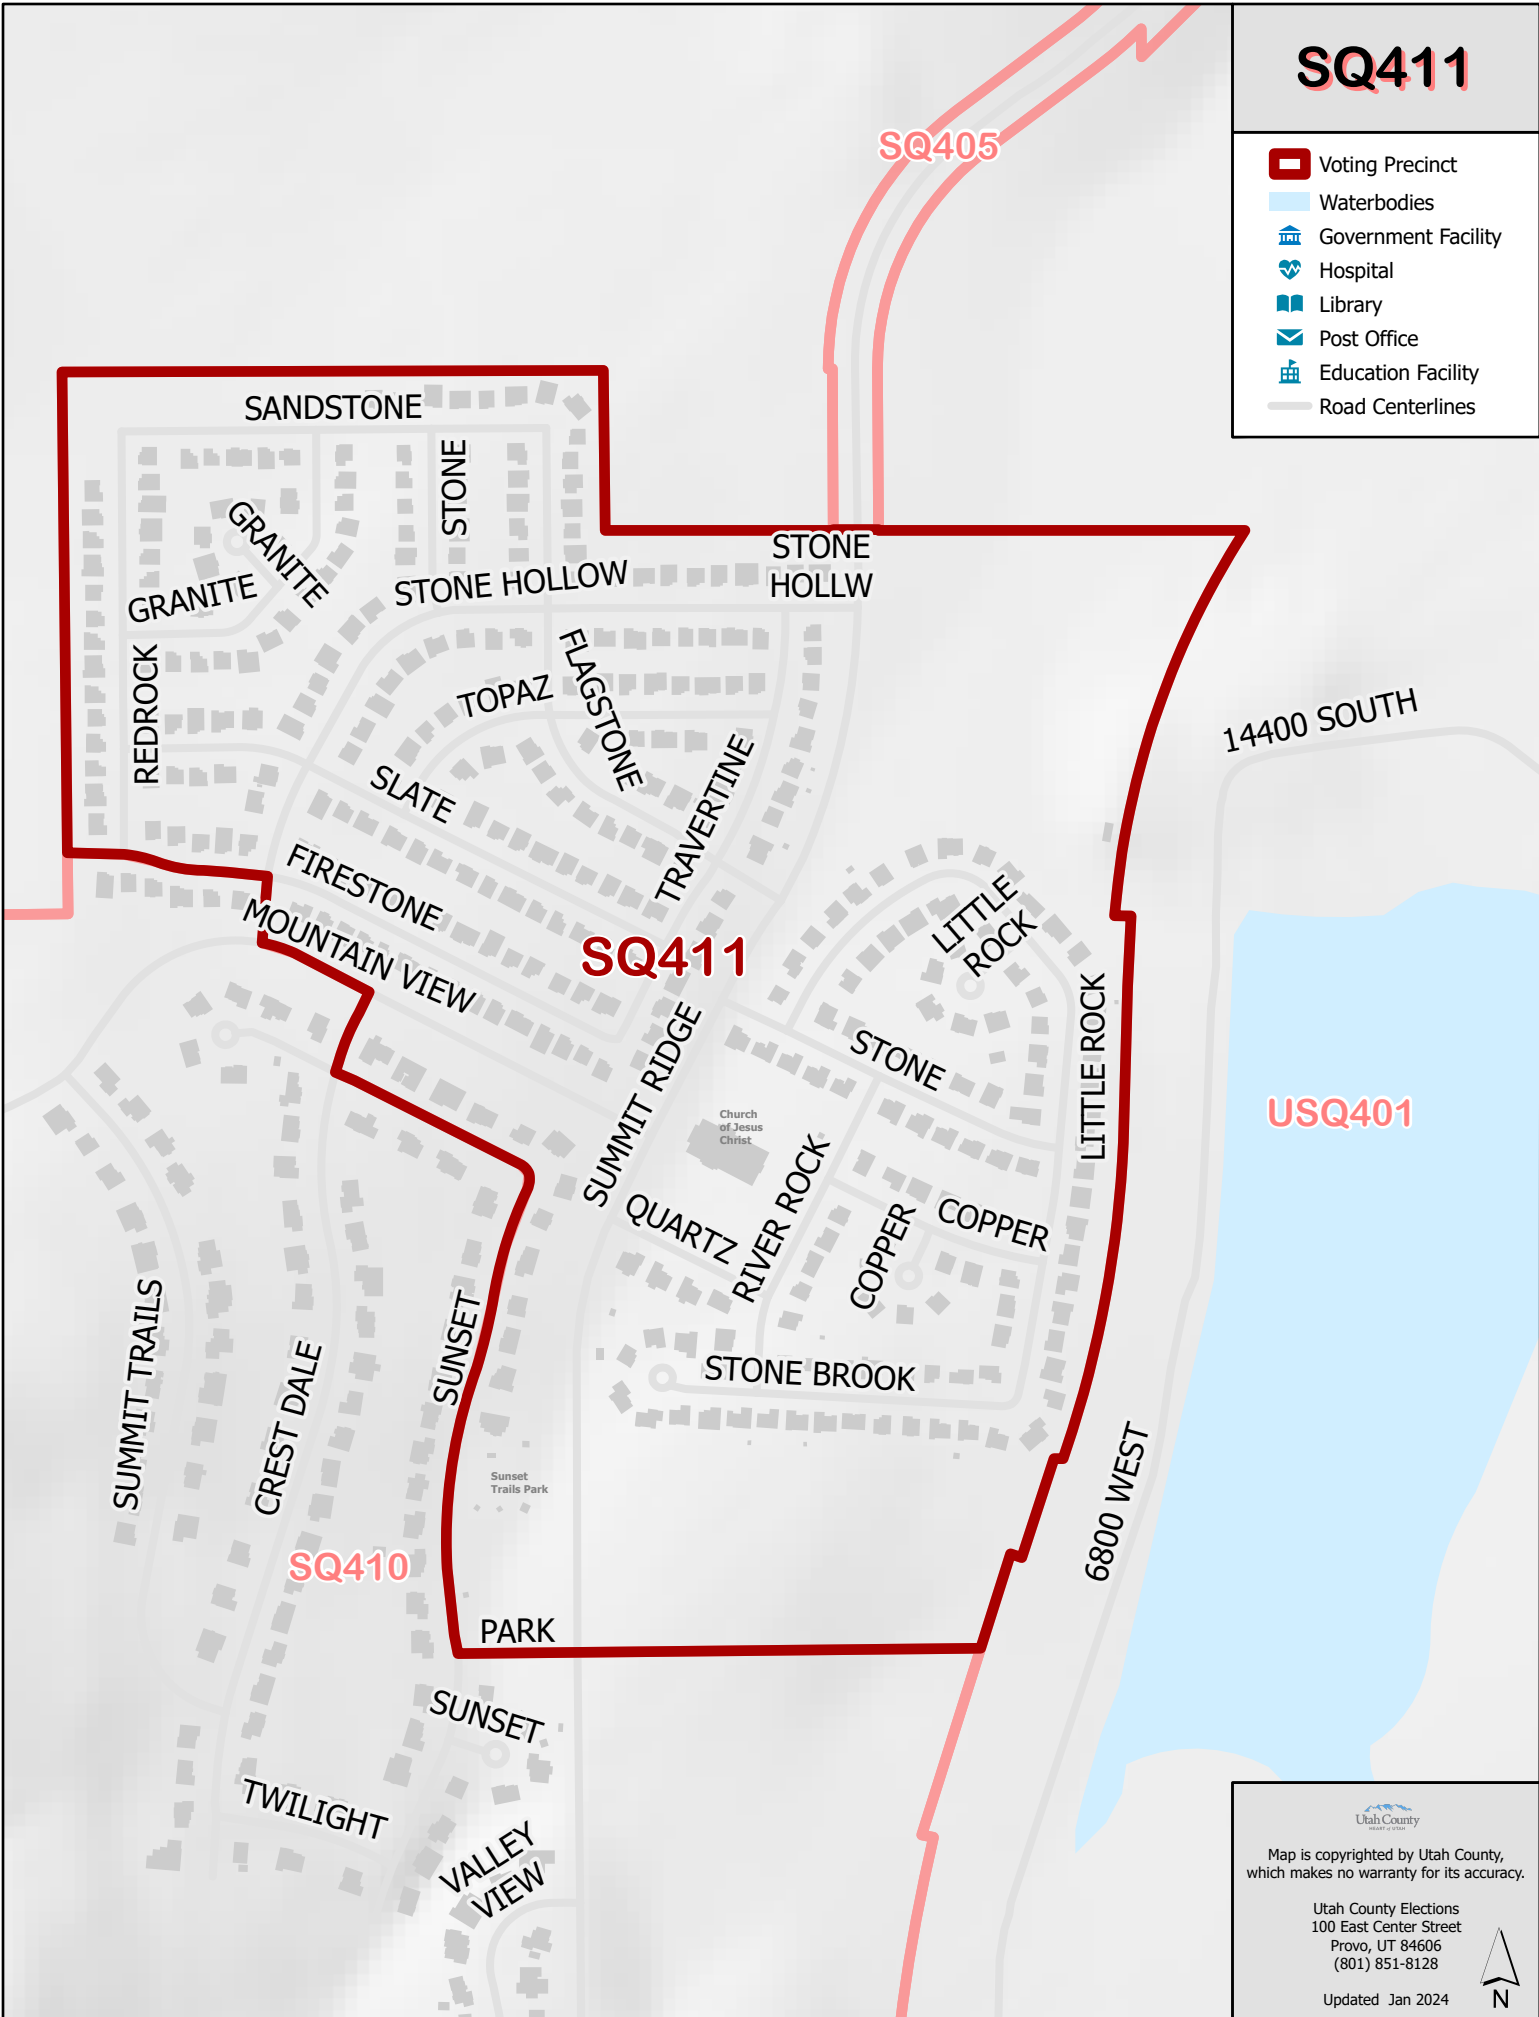 SQ411
SQ405
Voting Precinct
Waterbodies
Government Facility
Hospital
Library
Post Office
Education Facility
Road Centerlines
SANDSTONE
STONE
GRANITE
GRANITE
STONE HOLLOW
STONE
HOLLW
REDROCK
TOPAZ
FLAGSTONE
14400 SOUTH
SLATE
TRAVERTINE
FIRESTONE
MOUNTAIN VIEW
SQ411
LITTLE
ROCK
LITTLE ROCK
STONE
SUMMIT RIDGE
Church
of Jesus
Christ
USQ401
RIVER ROCK
QUARTZ
COPPER
COPPER
SUMMIT TRAILS
CREST DALE
SUNSET
STONE BROOK
Sunset
Trails Park
6800 WEST
SQ410
PARK
SUNSET
TWILIGHT
VALLEY
VIEW
Utah County
HEART of UTAH
Map is copyrighted by Utah County,
which makes no warranty for its accuracy.
Utah County Elections
100 East Center Street
Provo, UT 84606
(801) 851-8128
Updated Jan 2024
N